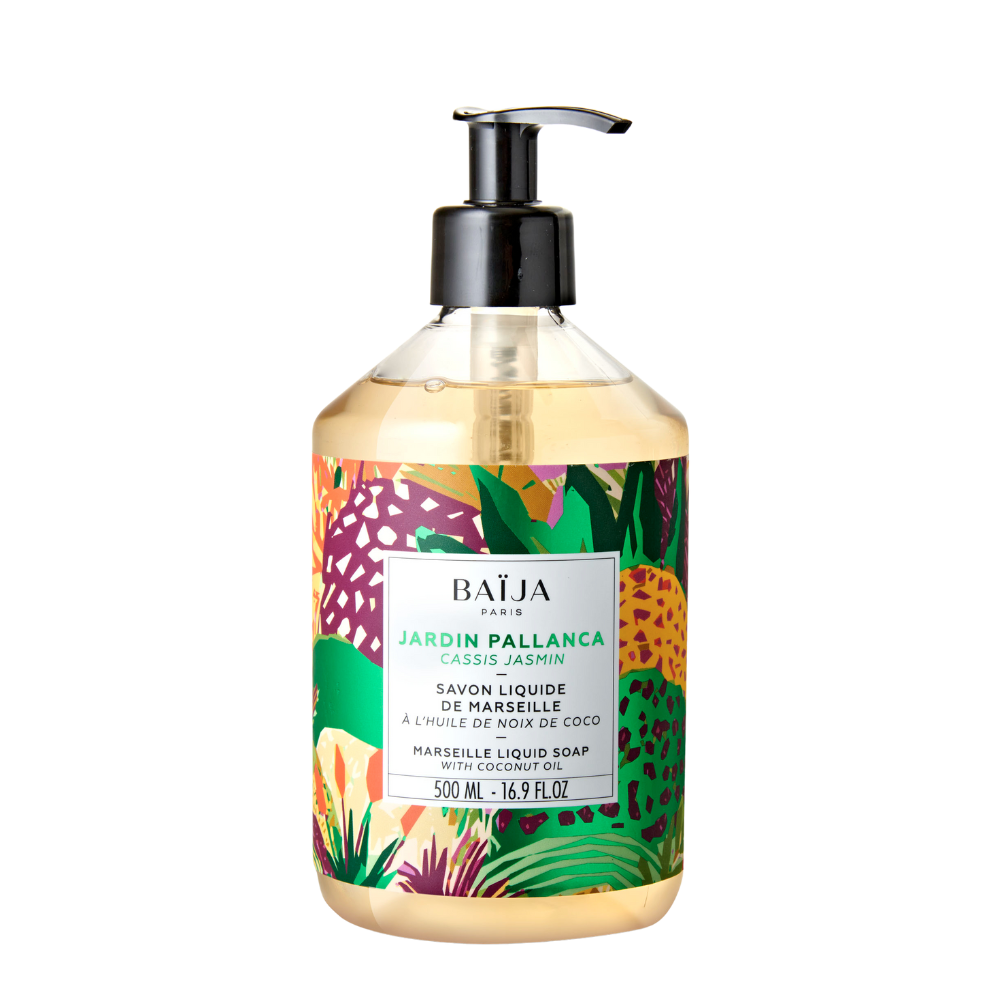 BAÏJA
PARIS
JARDIN PALLANCA
CASSIS JASMIN
SAVON LIQUIDE
DE MARSEILLE
À L'HUILE DE NOIX DE COCO
MARSEILLE LIQUID SOAP
WITH COCONUT OIL
500 ML - 16.9 FL.OZ